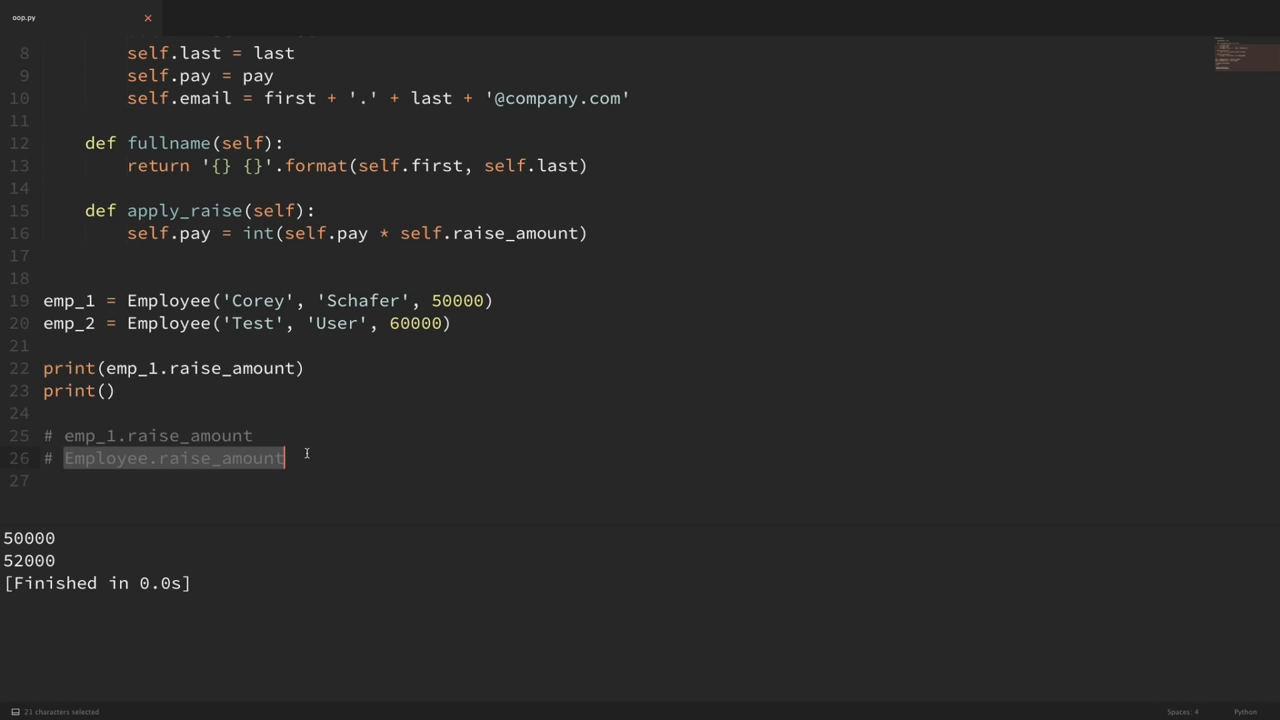 oop.py
8 self.last = last
9 self.pay = pay
10 self.email = first + '.' + last + '@company.com'
11
12 def fullname(self):
13 return '{} {}'.format(self.first, self.last)
14
15 def apply_raise(self):
16 self.pay = int(self.pay * self.raise_amount)
17
18
19 emp_1 = Employee('Corey', 'Schafer', 50000)
20 emp_2 = Employee('Test', 'User', 60000)
21
22 print(emp_1.raise_amount)
23 print()
24
25 # emp_1.raise_amount
26 # Employee.raise_amount
27
50000
52000
[Finished in 0.0s]
21 characters selected Spaces: 4 Python